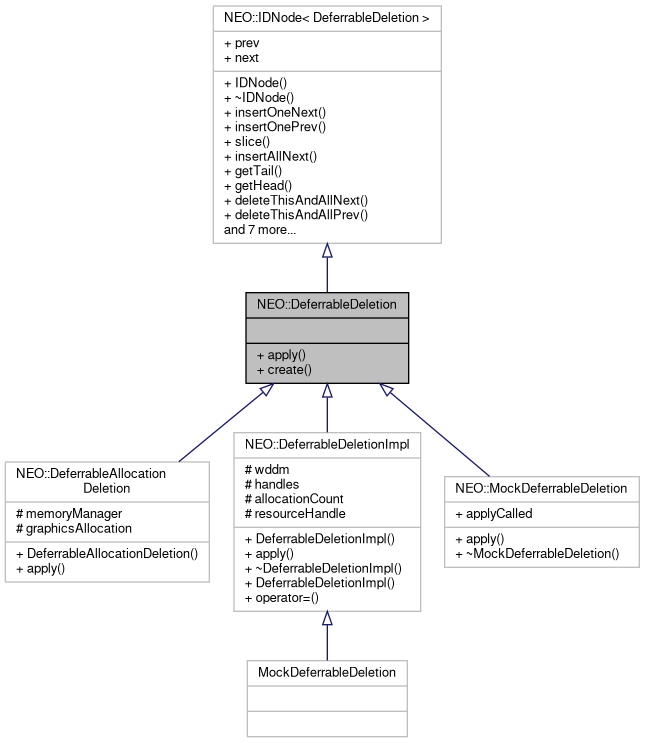 NEO::IDNode< DeferrableDeletion >
+ prev
+ next
+ IDNode()
+ ~IDNode()
+ insertOneNext()
+ insertOnePrev()
+ slice()
+ insertAllNext()
+ getTail()
+ getHead()
+ deleteThisAndAllNext()
+ deleteThisAndAllPrev()
and 7 more...
NEO::DeferrableDeletion
+ apply()
+ create()
NEO::DeferrableAllocation
Deletion
# memoryManager
# graphicsAllocation
+ DeferrableAllocationDeletion()
+ apply()
NEO::DeferrableDeletionImpl
# wddm
# handles
# allocationCount
# resourceHandle
+ DeferrableDeletionImpl()
+ apply()
+ ~DeferrableDeletionImpl()
+ DeferrableDeletionImpl()
+ operator=()
NEO::MockDeferrableDeletion
+ applyCalled
+ apply()
+ ~MockDeferrableDeletion()
MockDeferrableDeletion